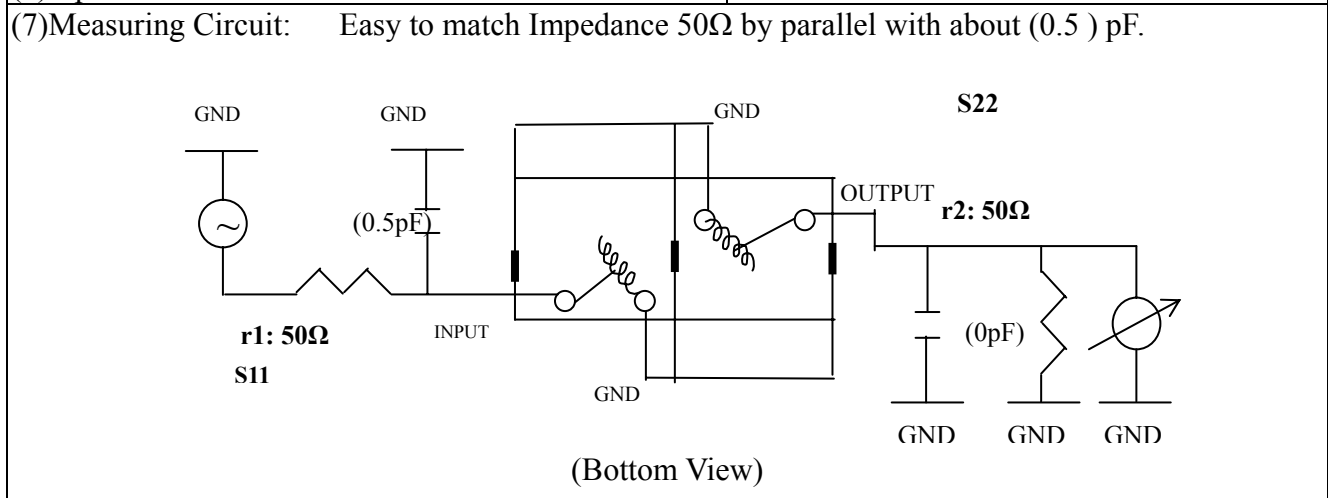 (7)Measuring Circuit: Easy to match Impedance 50Ω by parallel with about (0.5 ) pF.
S22
GND GND GND
OUTPUT
(0.5pF) r2: 50Ω
~
r1: 50Ω INPUT (0pF)
S11
GND
GND GND GND
(Bottom View)